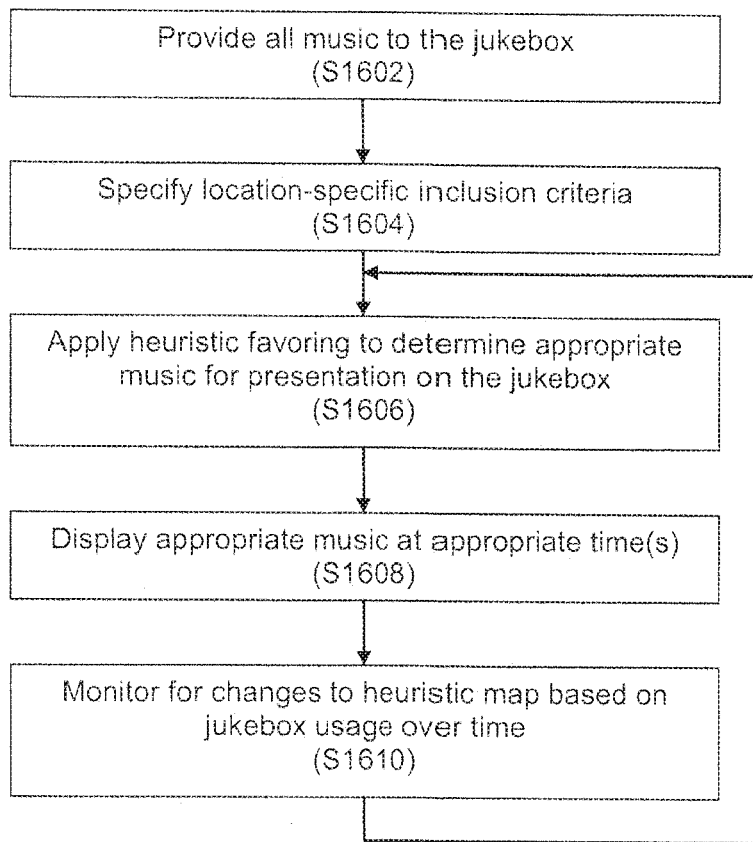 Provide all music to the jukebox
(S1602)
Specify location-specific inclusion criteria
(S1604)
Apply heuristic favoring to determine appropriate
music for presentation on the jukebox
(S1606)
Display appropriate music at appropriate time(s)
(S1608)
Monitor for changes to heuristic map based on
jukebox usage over time
(S1610)